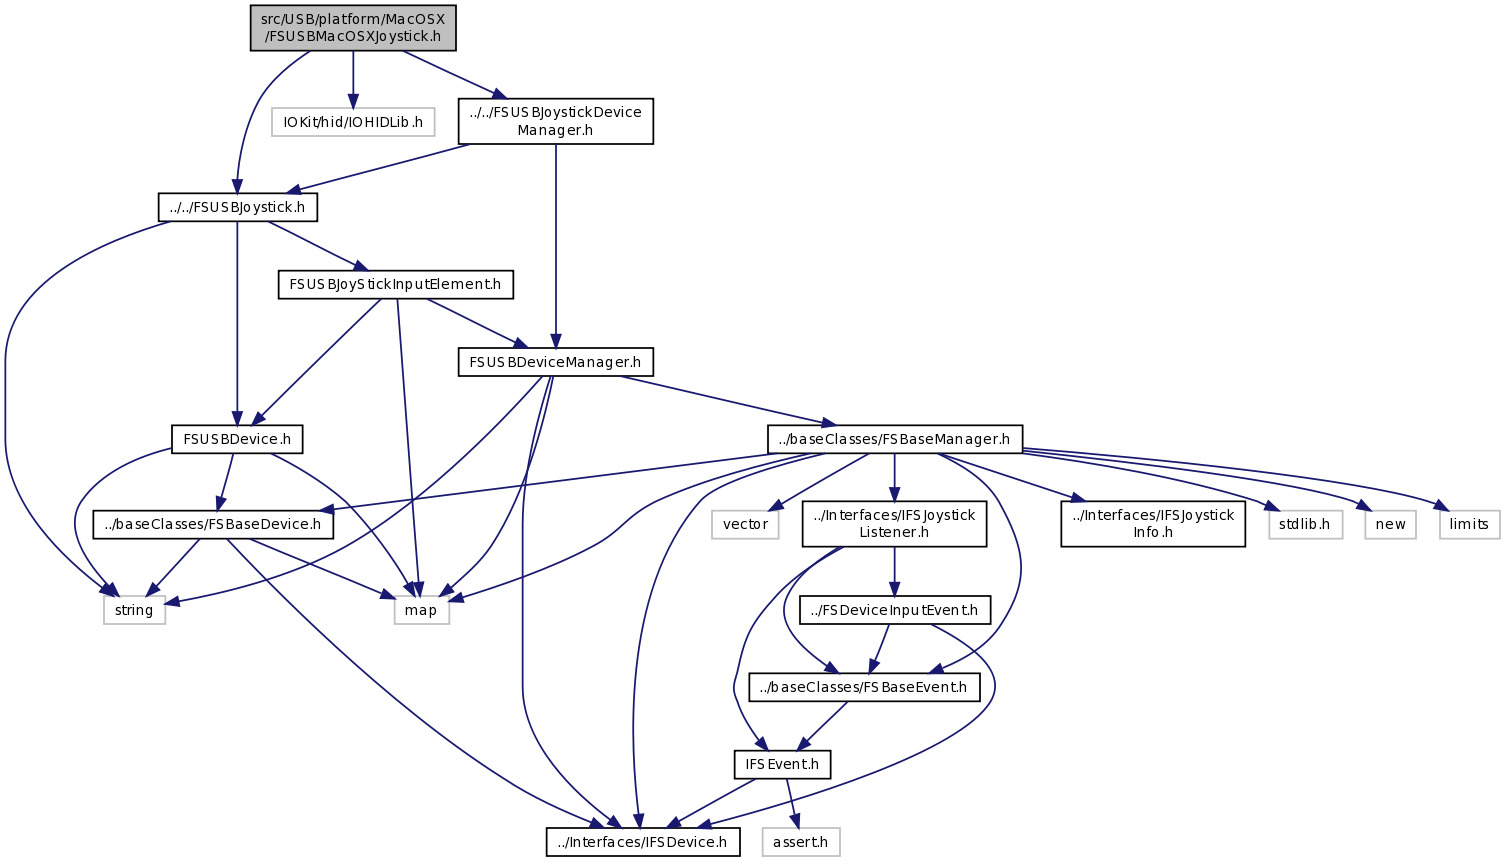 src/USB/platform/MacOSX
/FSUSBMacOSXJoystick.h
IOKit/hid/IOHIDLib.h
../../FSUSBJoystickDevice
Manager.h
../../FSUSBJoystick.h
FSUSBJoyStickInputElement.h
FSUSBDeviceManager.h
FSUSBDevice.h
../baseClasses/FSBaseManager.h
../baseClasses/FSBaseDevice.h
vector
../Interfaces/IFSJoystick
Listener.h
../Interfaces/IFSJoystick
Info.h
stdlib.h
new
limits
string
map
../FSDeviceInputEvent.h
../baseClasses/FSBaseEvent.h
IFSEvent.h
../Interfaces/IFSDevice.h
assert.h